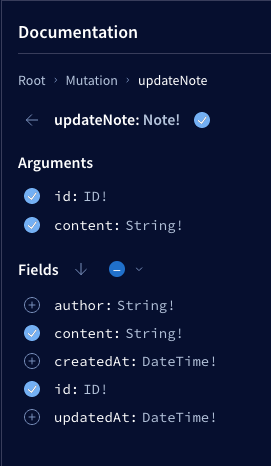 Documentation
Root > Mutation > updateNote
updateNote: Note!
Arguments
id: ID!
content: String!
Fields
author: String!
content: String!
createdAt: DateTime!
id: ID!
updatedAt: DateTime!